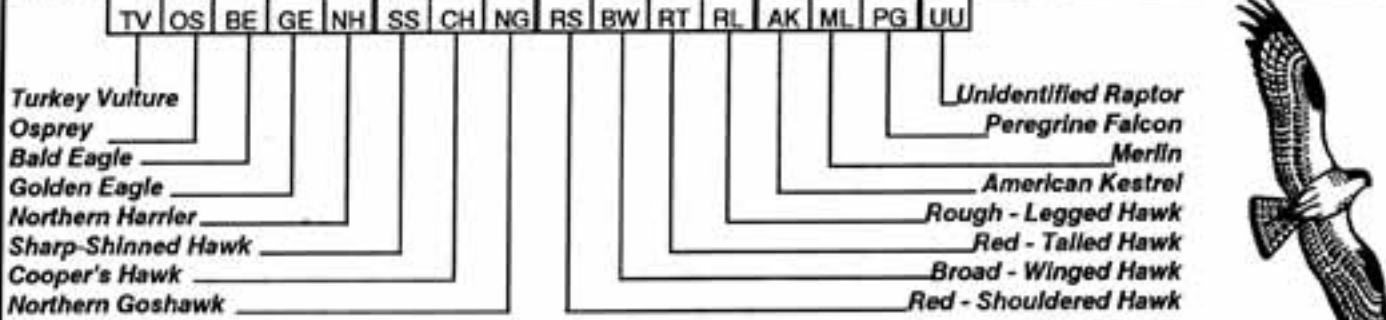 TV OS BE GE NH SS CH NG RS BW RT RL AK ML PG UU
Turkey Vulture
Osprey
Bald Eagle
Golden Eagle
Northern Harrier
Sharp-Shinned Hawk
Cooper's Hawk
Northern Goshawk
Unidentified Raptor
Peregrine Falcon
Merlin
American Kestrel
Rough - Legged Hawk
Red - Tailed Hawk
Broad - Winged Hawk
Red - Shouldered Hawk